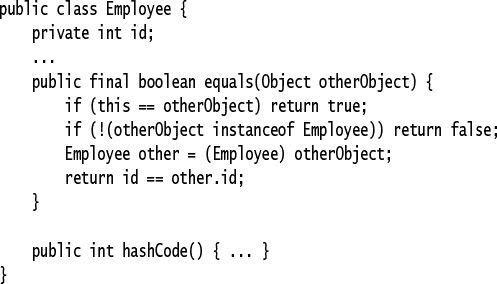 public class Employee {
    private int id;
    ...
    public final boolean equals(Object otherObject) {
        if (this == otherObject) return true;
        if (!(otherObject instanceof Employee)) return false;
        Employee other = (Employee) otherObject;
        return id == other.id;
    }

    public int hashCode() { ... }
}